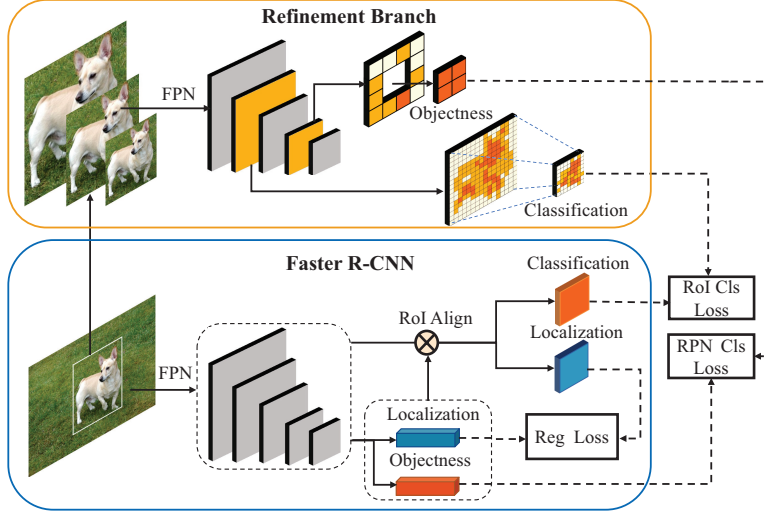 Refinement Branch
FPN
Objectness
Classification
Faster R-CNN
Classification
RoI Align
Localization
FPN
Localization
Objectness
Reg Loss
RoI Cls
Loss
RPN Cls
Loss